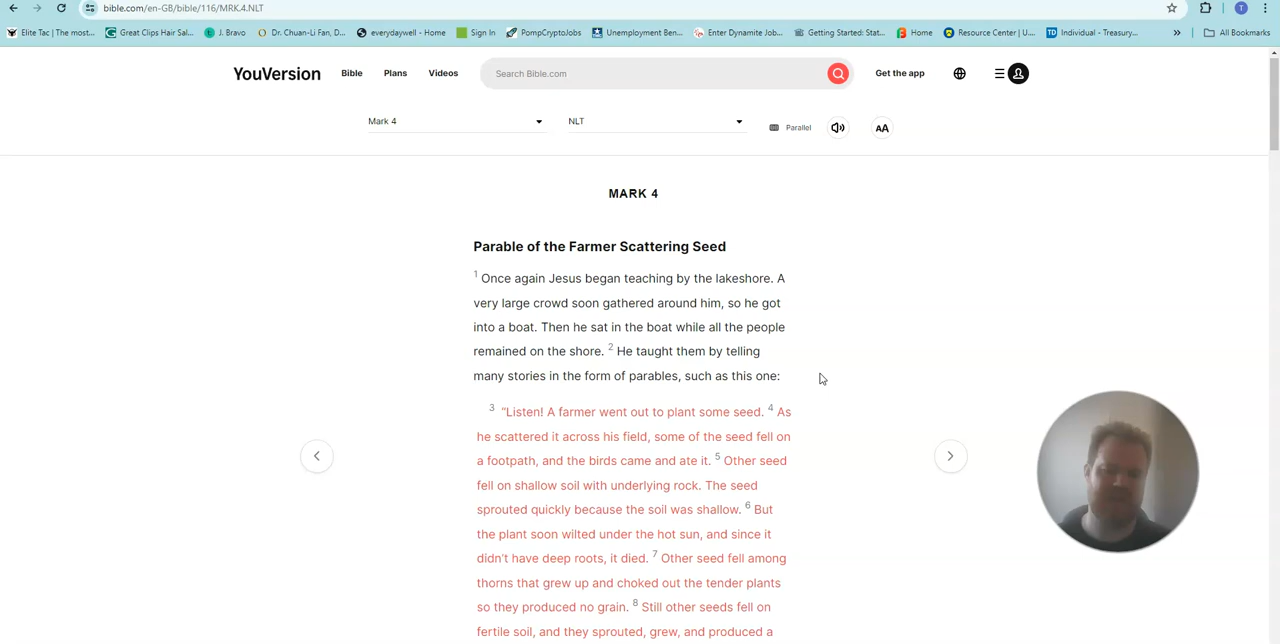 bible.com/en-GB/bible/116/MRK.4.NLT
T
Elite Tac | The most... Great Clips Hair Sal... J. Bravo Dr. Chuan-Li Fan, D... everydaywell - Home Sign In PompCryptoJobs Unemployment Ben... Enter Dynamite Job... Getting Started: Stat... Home Resource Center | U.... TD Individual - Treasury... » All Bookmarks
YouVersion Bible Plans Videos Search Bible.com Get the app
Mark 4 NLT Parallel AA
MARK 4
Parable of the Farmer Scattering Seed
1 Once again Jesus began teaching by the lakeshore. A
very large crowd soon gathered around him, so he got
into a boat. Then he sat in the boat while all the people
remained on the shore. 2 He taught them by telling
many stories in the form of parables, such as this one:
3 “Listen! A farmer went out to plant some seed. 4 As
he scattered it across his field, some of the seed fell on
a footpath, and the birds came and ate it. 5 Other seed
fell on shallow soil with underlying rock. The seed
sprouted quickly because the soil was shallow. 6 But
the plant soon wilted under the hot sun, and since it
didn’t have deep roots, it died. 7 Other seed fell among
thorns that grew up and choked out the tender plants
so they produced no grain. 8 Still other seeds fell on
fertile soil, and they sprouted, grew, and produced a